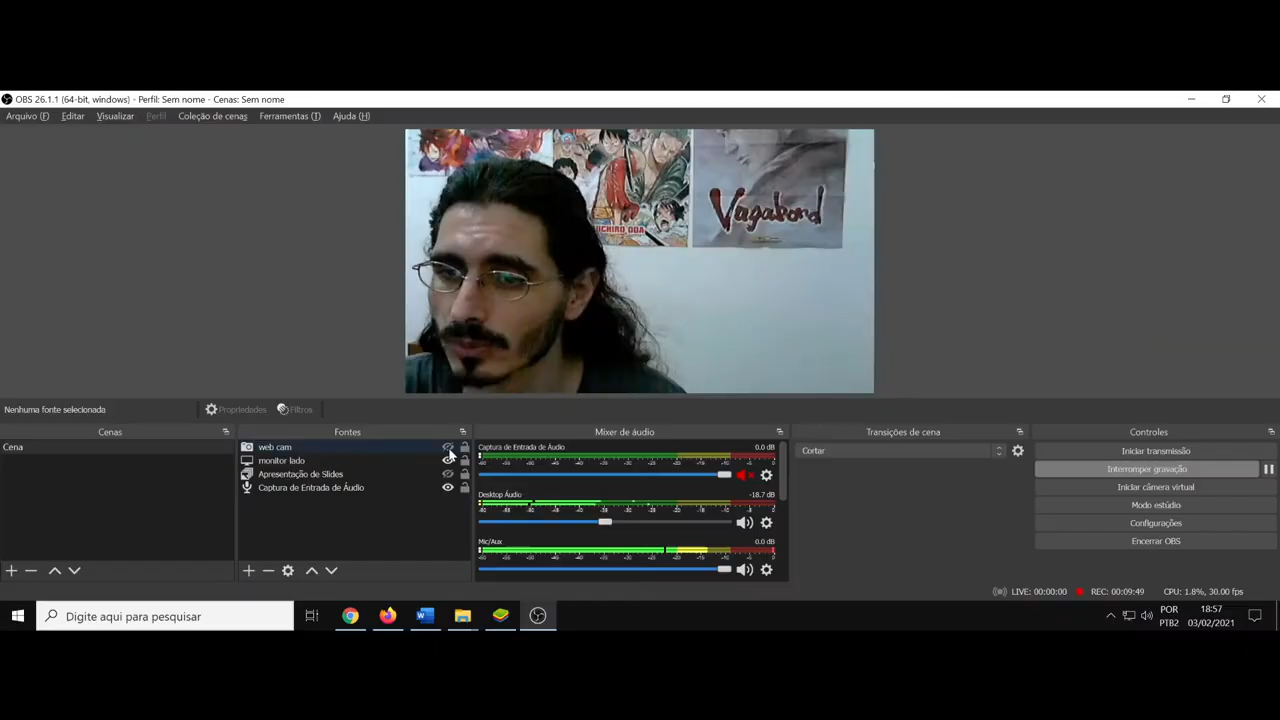 OBS 26.1.1 (64-bit, windows) - Perfil: Sem nome - Cenas: Sem nome
Arquivo (F) Editar Visualizar Perfil Coleção de cenas Ferramentas (T) Ajuda (H)
Vagabond
Nenhuma fonte selecionada Propriedades Filtros
Cenas Fontes Mixer de áudio Transições de cena Controles
Cena
web cam
monitor lado
Apresentação de Slides
Captura de Entrada de Áudio
Captura de Entrada de Áudio 0.0 dB
Desktop Áudio -18.7 dB
Mic/Aux 0.0 dB
Cortar
Iniciar transmissão
Interromper gravação
Iniciar câmera virtual
Modo estúdio
Configurações
Encerrar OBS
LIVE: 00:00:00 REC: 00:09:49 CPU: 1.8%, 30.00 fps
Digite aqui para pesquisar
POR
PTB2
18:57
03/02/2021